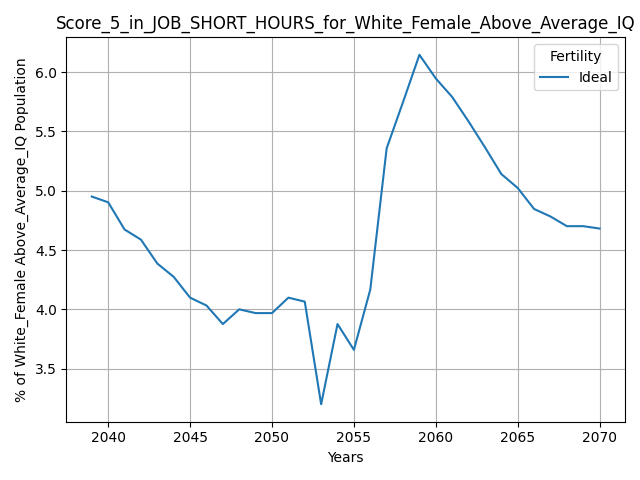 Score_5_in_JOB_SHORT_HOURS_for_White_Female_Above_Average_IQ
% of White_Female Above_Average_IQ Population
6.0
5.5
5.0
4.5
4.0
3.5
Fertility
Ideal
2040 2045 2050 2055 2060 2065 2070
Years